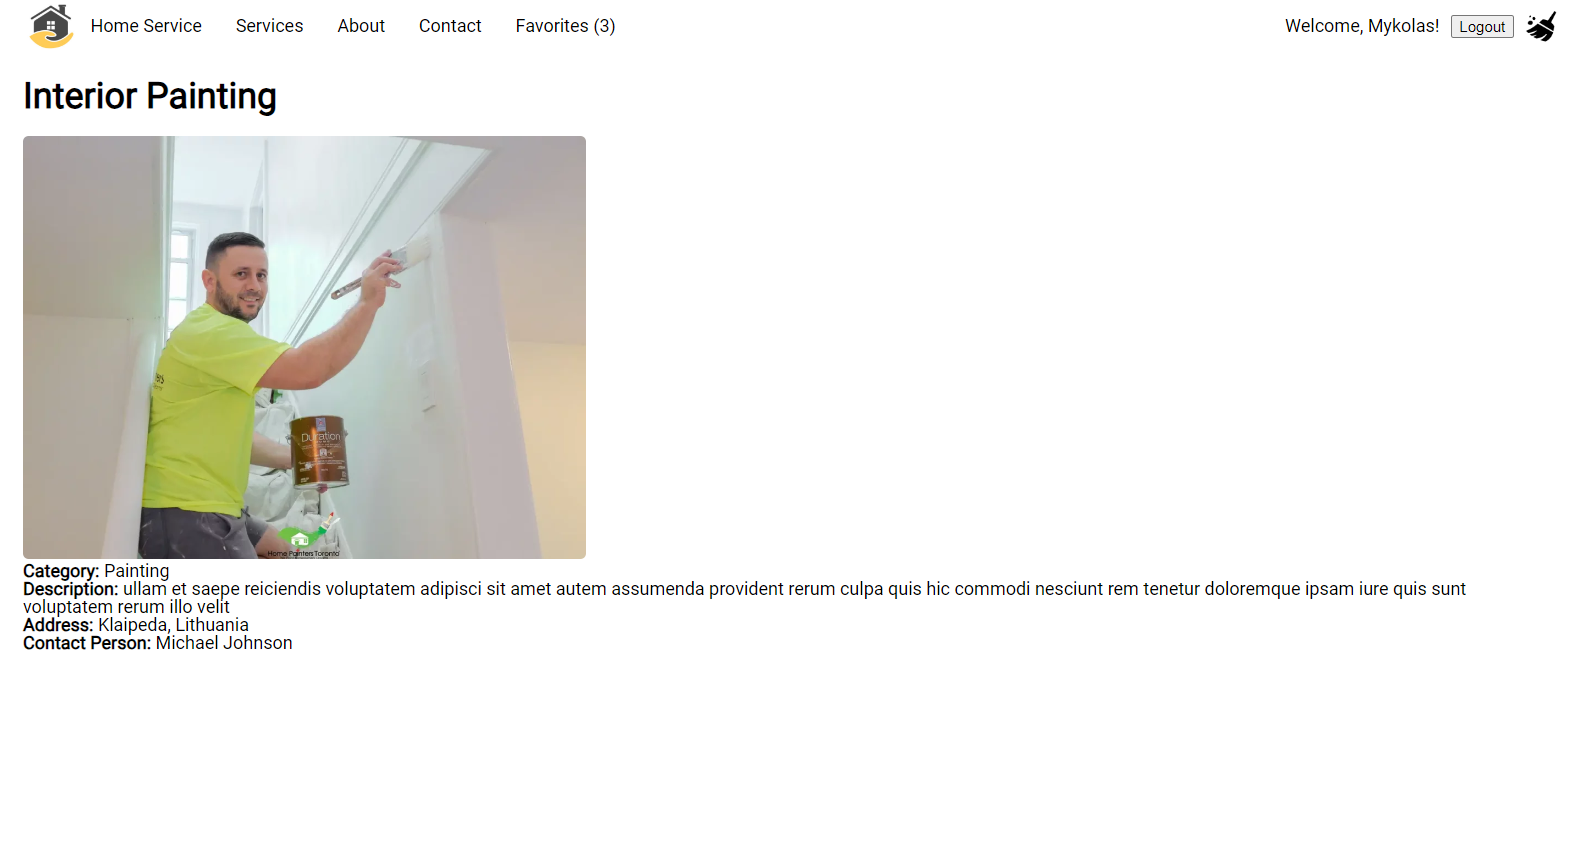 Home Service Services About Contact Favorites (3) Welcome, Mykolas! Logout
Interior Painting
Duration
Home Painters Toronto
Category: Painting
Description: ullam et saepe reiciendis voluptatem adipisci sit amet autem assumenda provident rerum culpa quis hic commodi nesciunt rem tenetur doloremque ipsam iure quis sunt
voluptatem rerum illo velit
Address: Klaipeda, Lithuania
Contact Person: Michael Johnson